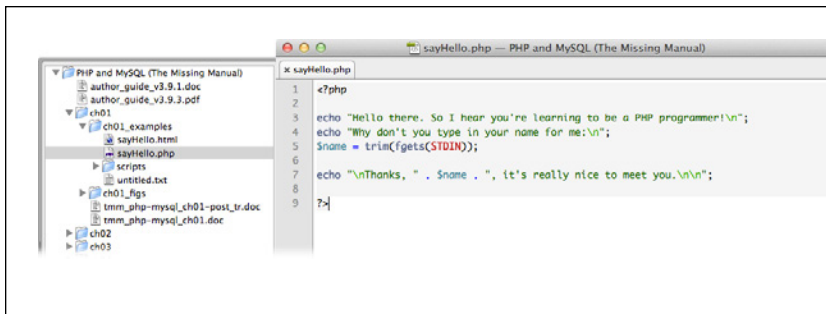 sayHello.php — PHP and MySQL (The Missing Manual)
PHP and MySQL (The Missing Manual)
author_guide_v3.9.1.doc
author_guide_v3.9.3.pdf
ch01
ch01_examples
sayHello.html
sayHello.php
scripts
untitled.txt
ch01_figs
tmm_php-mysql_ch01-post_tr.doc
tmm_php-mysql_ch01.doc
ch02
ch03
× sayHello.php
1 <?php
2
3 echo "Hello there. So I hear you're learning to be a PHP programmer!\n";
4 echo "Why don't you type in your name for me:\n";
5 $name = trim(fgets(STDIN));
6
7 echo "\nThanks, " . $name . ", it's really nice to meet you.\n\n";
8
9 ?>